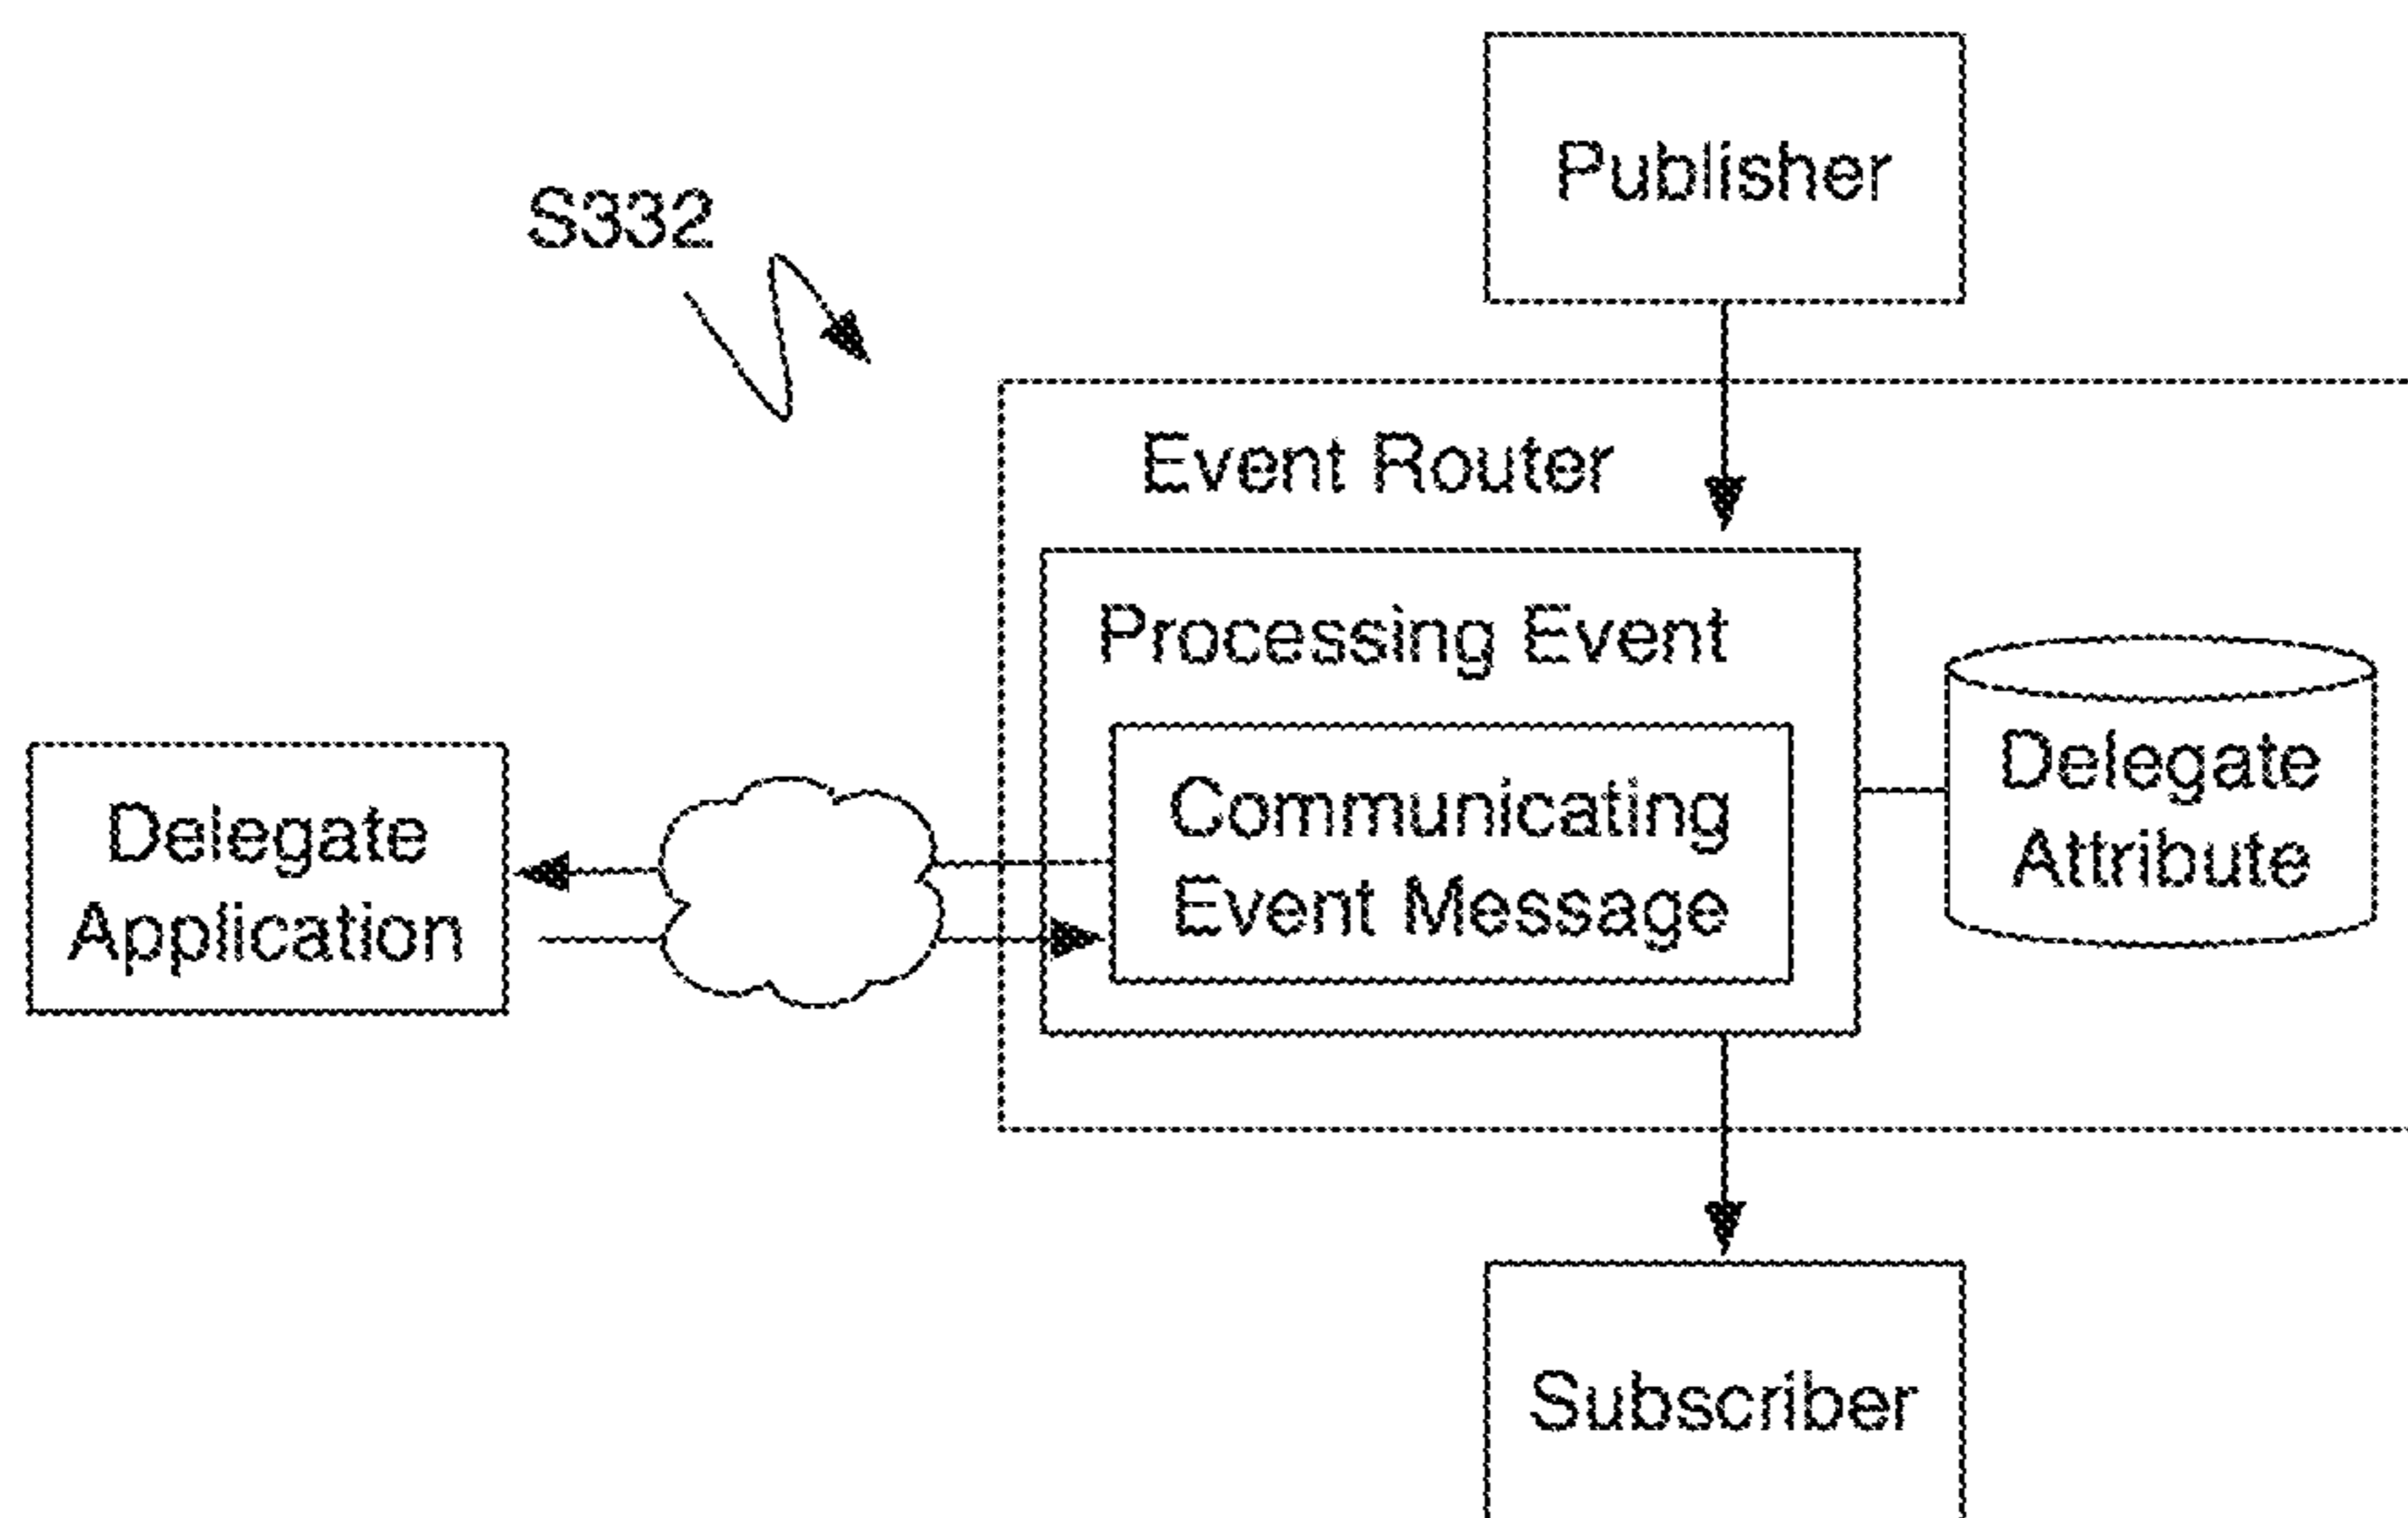 Publisher
S332
Event Router
Processing Event
Delegate
Attribute
Communicating
Event Message
Delegate
Application
Subscriber